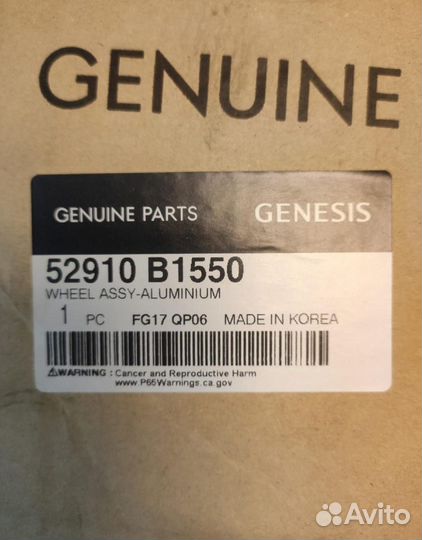 GENUINE
GENUINE PARTS GENESIS
52910 B1550
WHEEL ASSY-ALUMINIUM
1 PC FG17 QP06 MADE IN KOREA
⚠WARNING : Cancer and Reproductive Harm
www.P65Warnings.ca.gov
Avito